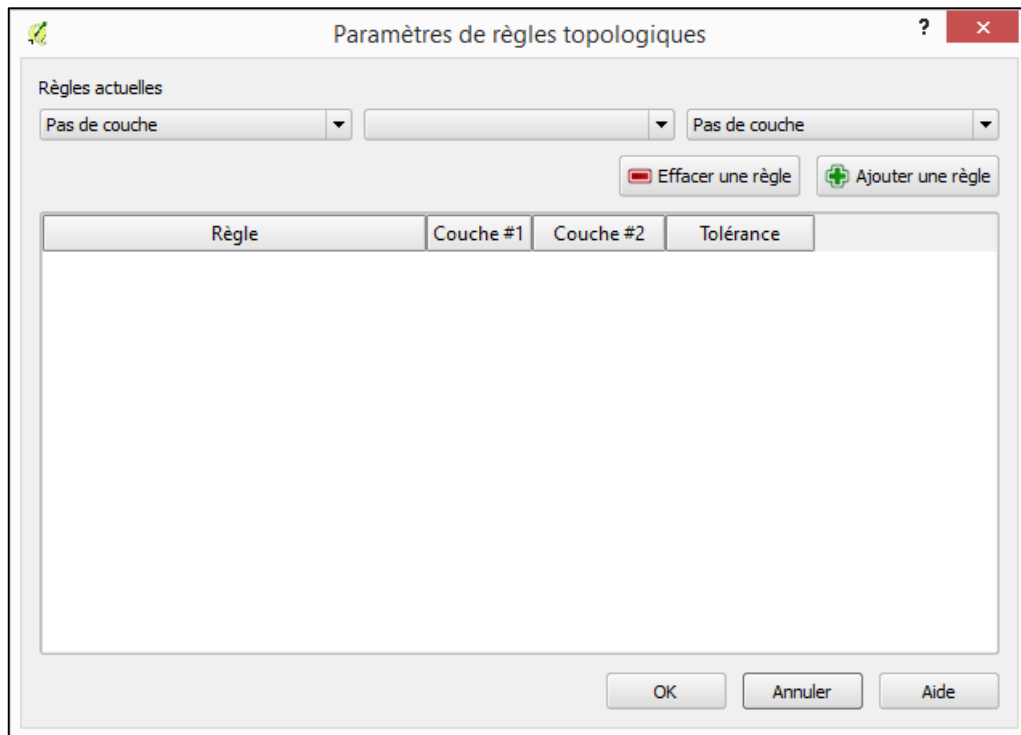 Paramètres de règles topologiques
?
Règles actuelles
Pas de couche
Pas de couche
Effacer une règle
Ajouter une règle
Règle Couche #1 Couche #2 Tolérance
OK Annuler Aide